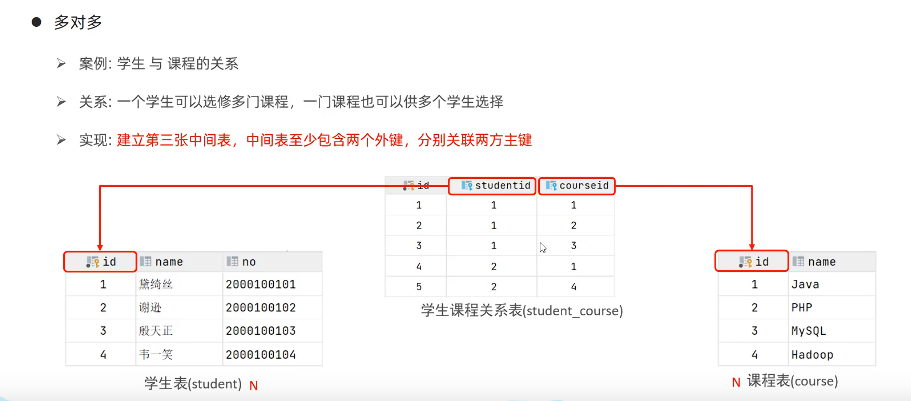 ● 多对多
➢ 案例: 学生 与 课程的关系
➢ 关系: 一个学生可以选修多门课程，一门课程也可以供多个学生选择
➢ 实现: 建立第三张中间表，中间表至少包含两个外键，分别关联两方主键
id studentid courseid
1 1 1
2 1 2
3 1 3
4 2 1
5 2 4
学生课程关系表(student_course)
id name no
1 黛绮丝 2000100101
2 谢逊 2000100102
3 殷天正 2000100103
4 韦一笑 2000100104
学生表(student) N
id name
1 Java
2 PHP
3 MySQL
4 Hadoop
N 课程表(course)